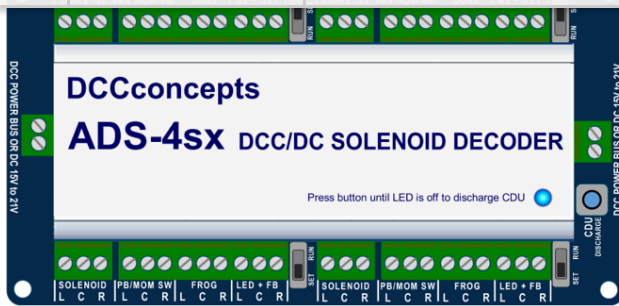 RUN
RUN
DCC POWER BUS OR DC 15V to 21V
DCCconcepts
ADS-4sx DCC/DC SOLENOID DECODER
Press button until LED is off to discharge CDU
DCC POWER BUS OR DC 15V to 21V
CDU
DISCHARGE
SET RUN
SET RUN
SOLENOID PB/MOM SW FROG LED + FB SOLENOID PB/MOM SW FROG LED + FB
L C R L C R L C R L C R L C R L C R L C R L C R